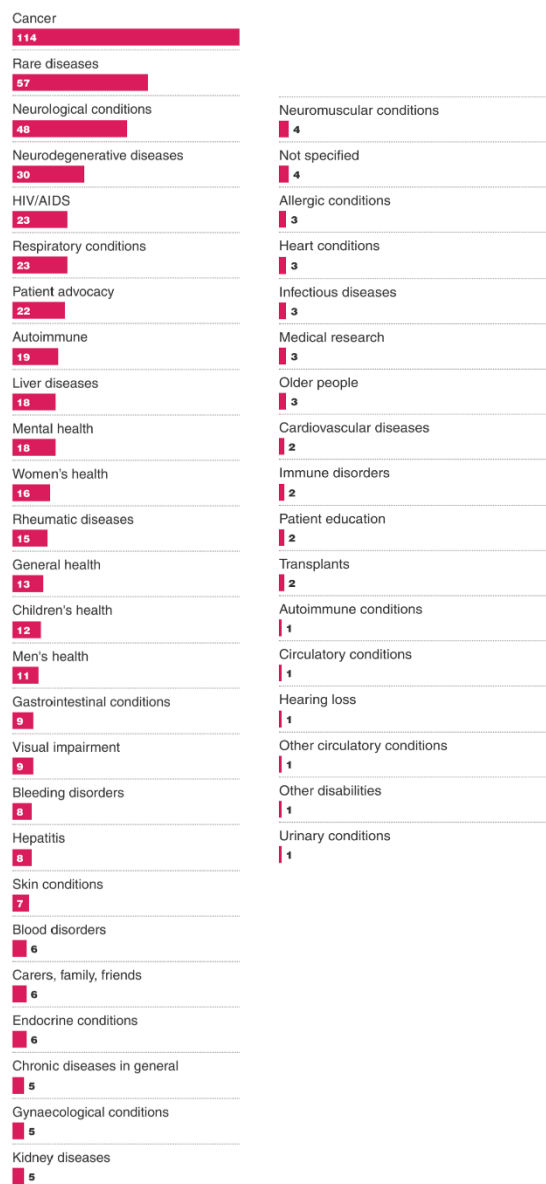 Cancer
114
Rare diseases
57
Neurological conditions
48
Neurodegenerative diseases
30
HIV/AIDS
23
Respiratory conditions
23
Patient advocacy
22
Autoimmune
19
Liver diseases
18
Mental health
18
Women's health
16
Rheumatic diseases
15
General health
13
Children's health
12
Men's health
11
Gastrointestinal conditions
9
Visual impairment
9
Bleeding disorders
8
Hepatitis
8
Skin conditions
7
Blood disorders
6
Carers, family, friends
6
Endocrine conditions
6
Chronic diseases in general
5
Gynaecological conditions
5
Kidney diseases
5
Neuromuscular conditions
4
Not specified
4
Allergic conditions
3
Heart conditions
3
Infectious diseases
3
Medical research
3
Older people
3
Cardiovascular diseases
2
Immune disorders
2
Patient education
2
Transplants
2
Autoimmune conditions
1
Circulatory conditions
1
Hearing loss
1
Other circulatory conditions
1
Other disabilities
1
Urinary conditions
1